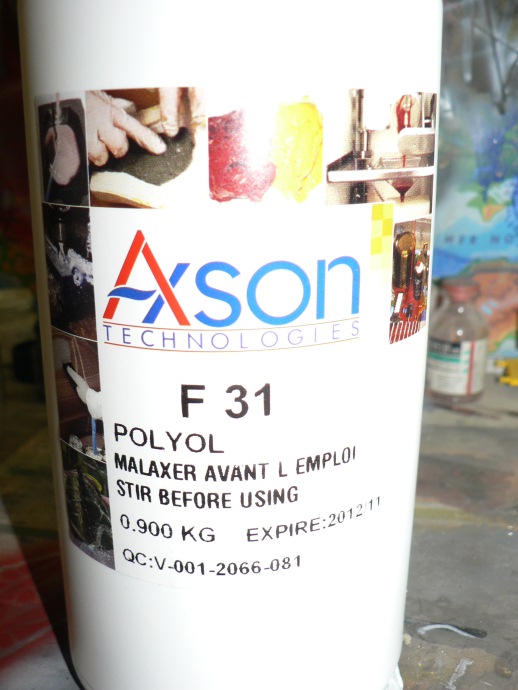 Axson
TECHNOLOGIES
F 31
POLYOL
MALAXER AVANT L EMPLOI
STIR BEFORE USING
0.900 KG EXPIRE:2012/11
QC:V-001-2066-081